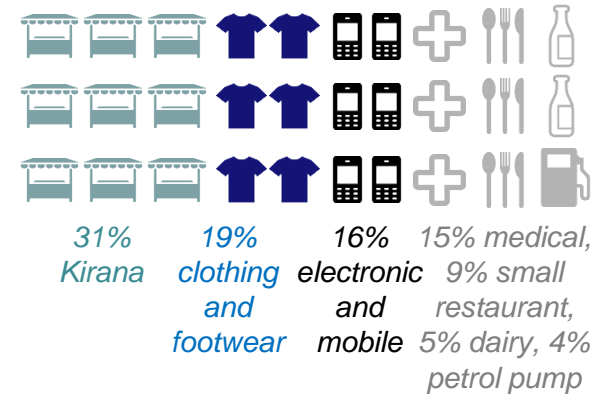 31%
Kirana
19%
clothing
and
footwear
16%
electronic
and
mobile
15% medical,
9% small
restaurant,
5% dairy, 4%
petrol pump